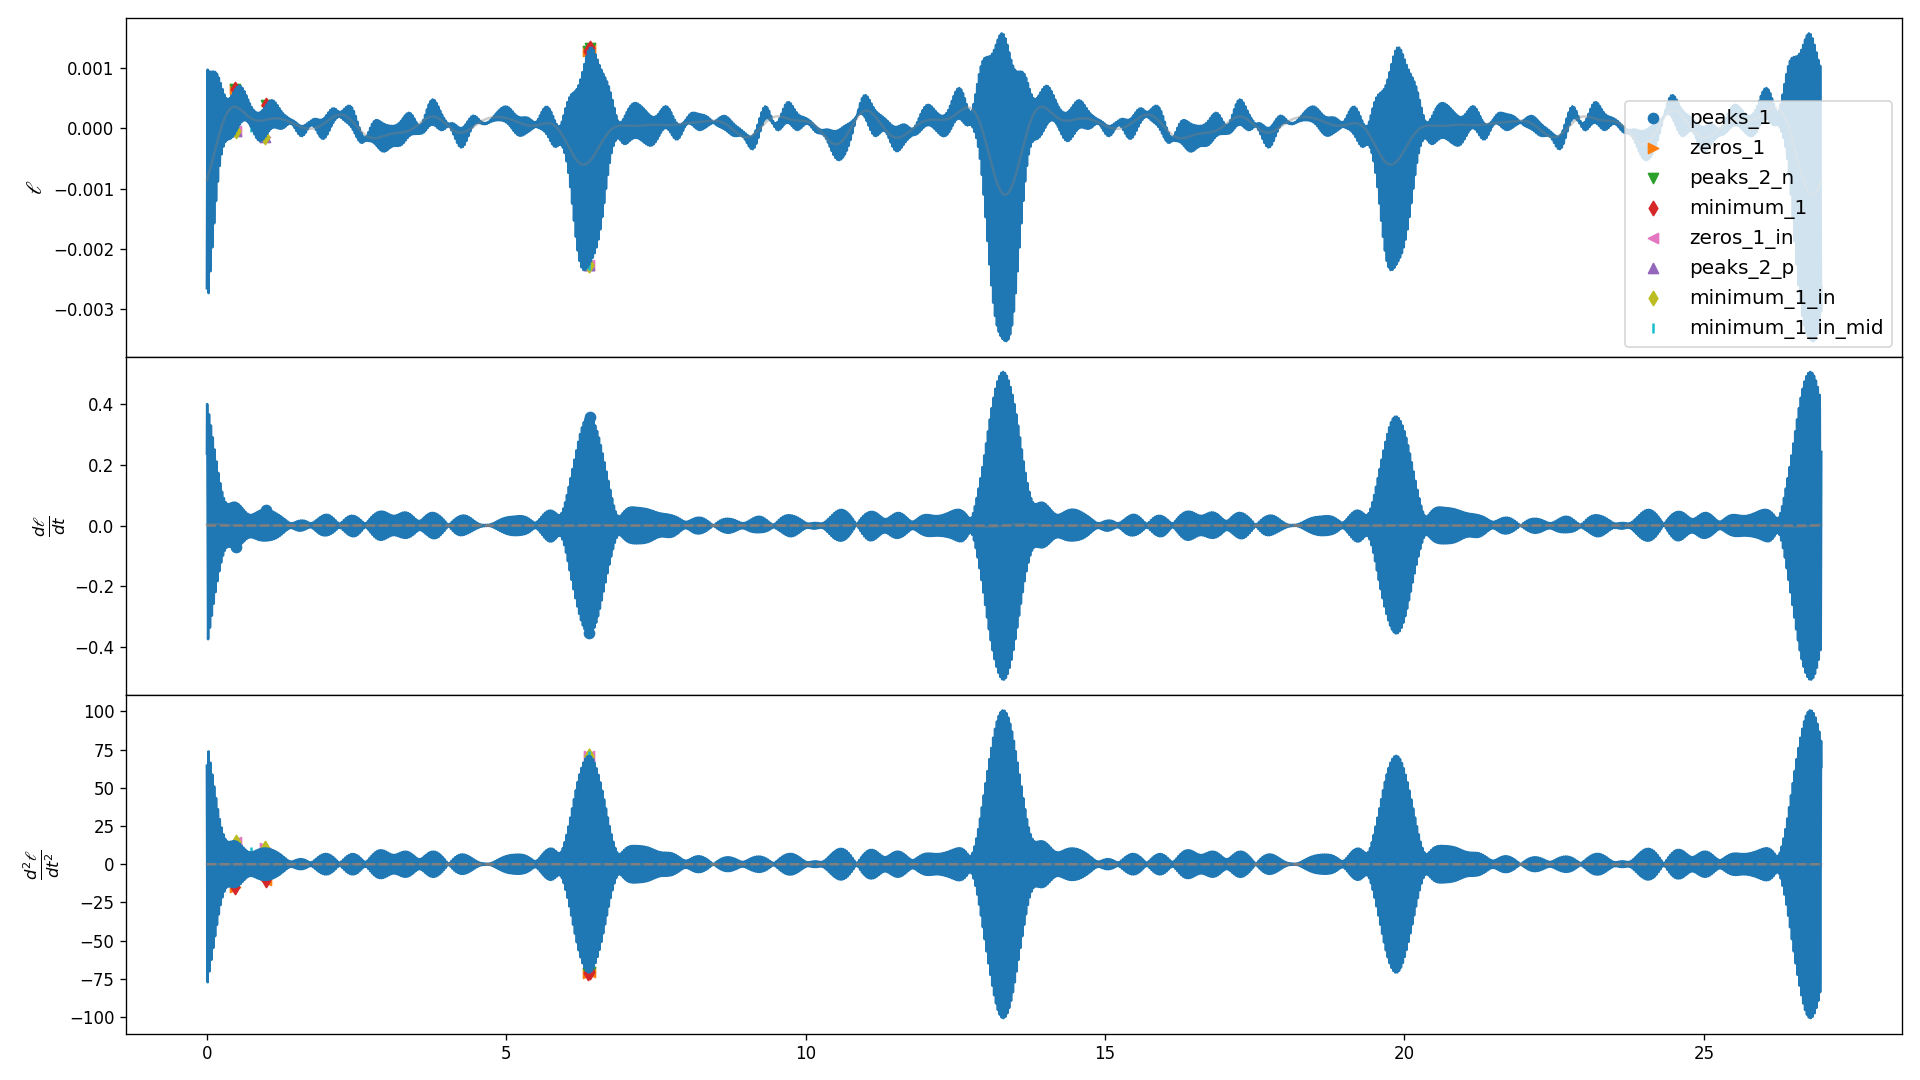 0.001
0.000
−0.001
−0.002
−0.003
ℓ
peaks_1
zeros_1
peaks_2_n
minimum_1
zeros_1_in
peaks_2_p
minimum_1_in
minimum_1_in_mid
0.4
0.2
0.0
−0.2
−0.4
dℓ
dt
100
75
50
25
0
−25
−50
−75
−100
d²ℓ
dt²
0 5 10 15 20 25